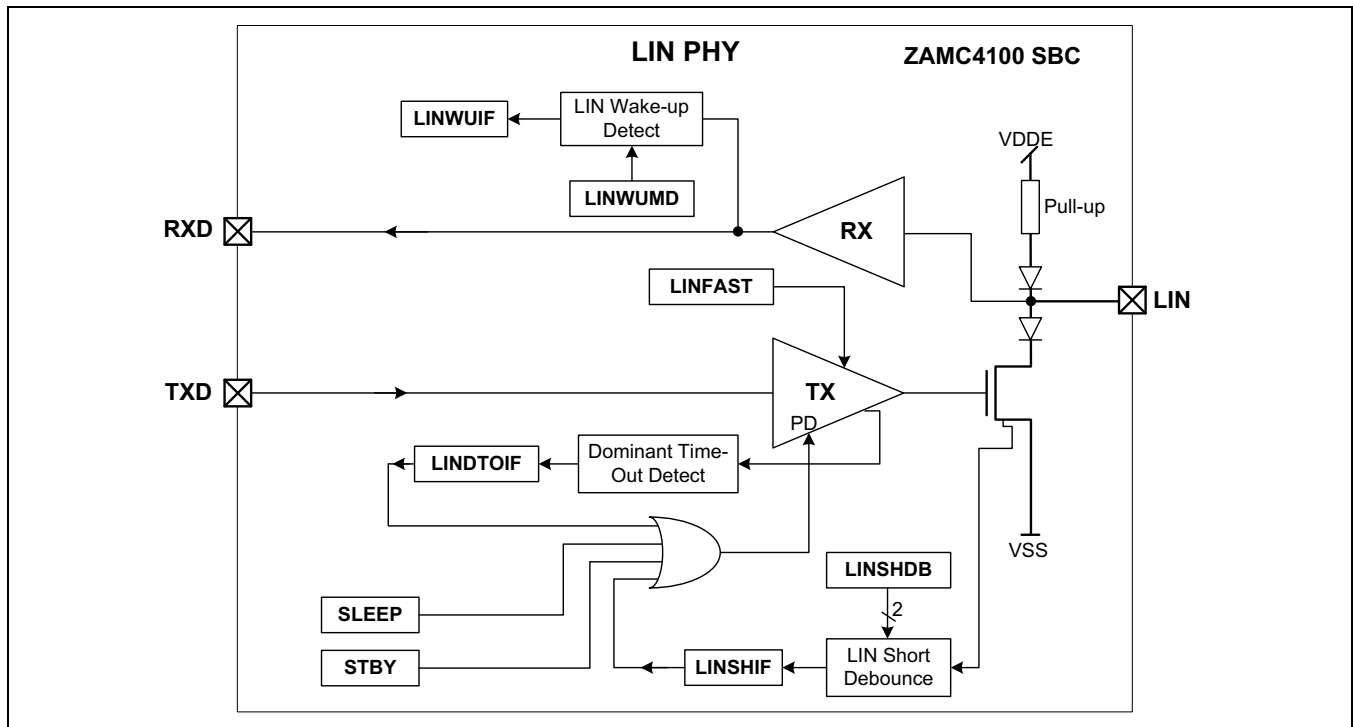 LIN PHY
ZAMC4100 SBC
LINWUIF
LIN Wake-up
Detect
LINWUMD
VDDE
Pull-up
RXD
RX
LINFAST
LIN
TXD
TX
PD
LINDTOIF
Dominant Time-
Out Detect
VSS
LINSHDB
2
SLEEP
STBY
LINSHIF
LIN Short
Debounce